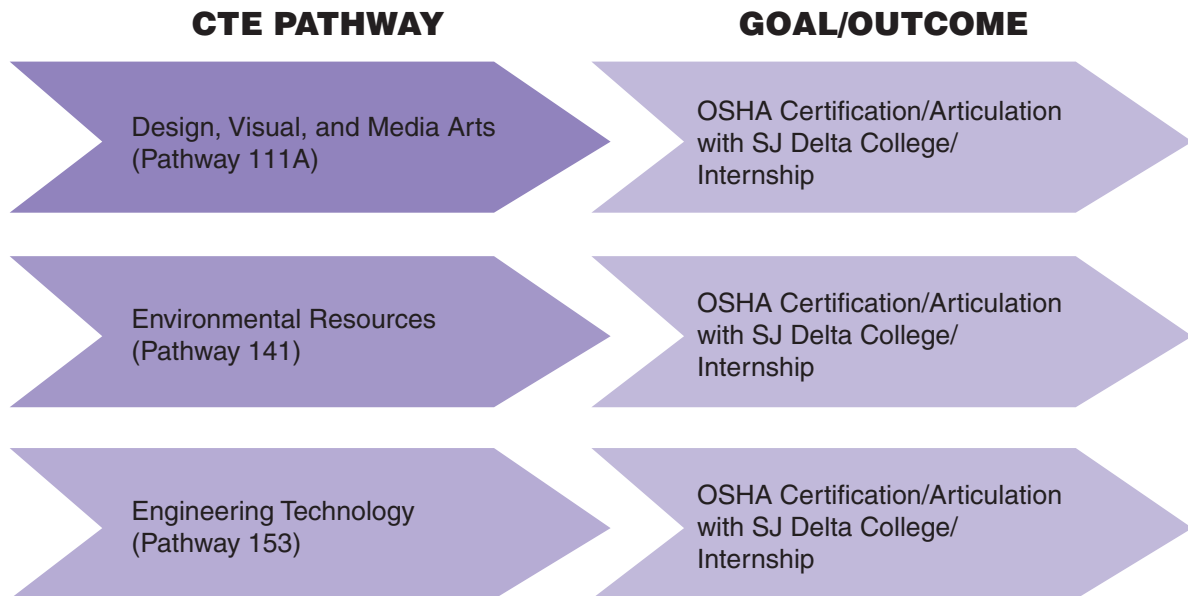 CTE PATHWAY
GOAL/OUTCOME
Design, Visual, and Media Arts
(Pathway 111A)
OSHA Certification/Articulation
with SJ Delta College/
Internship
Environmental Resources
(Pathway 141)
OSHA Certification/Articulation
with SJ Delta College/
Internship
Engineering Technology
(Pathway 153)
OSHA Certification/Articulation
with SJ Delta College/
Internship